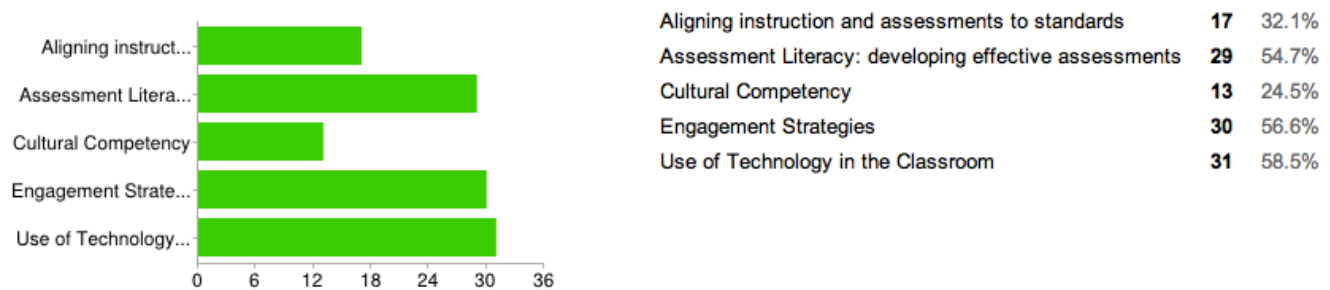 Aligning instruct...
Assessment Litera...
Cultural Competency
Engagement Strate...
Use of Technology...
0 6 12 18 24 30 36
Aligning instruction and assessments to standards 17 32.1%
Assessment Literacy: developing effective assessments 29 54.7%
Cultural Competency 13 24.5%
Engagement Strategies 30 56.6%
Use of Technology in the Classroom 31 58.5%